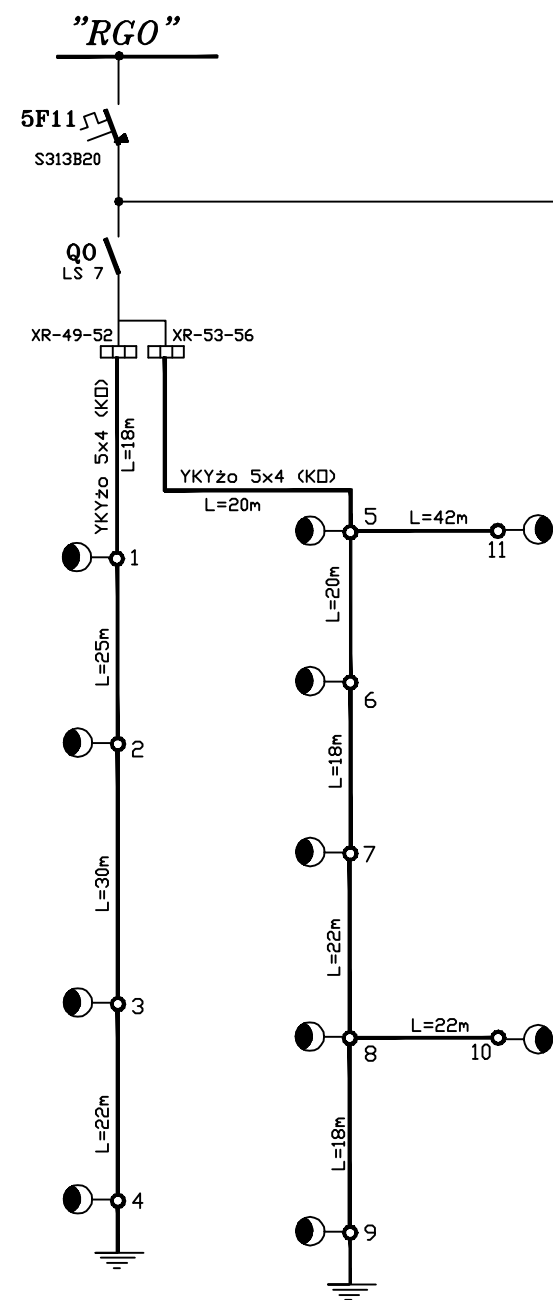 "RGO"
5F11
S313B20
Q0
LS 7
XR-49-52
XR-53-56
YKYżo 5x4 (KO)
L=18m
YKYżo 5x4 (KO)
L=20m
5
L=42m
11
1
L=20m
L=25m
6
2
L=18m
7
L=30m
L=22m
3
L=22m
8
10
L=22m
L=18m
4
9